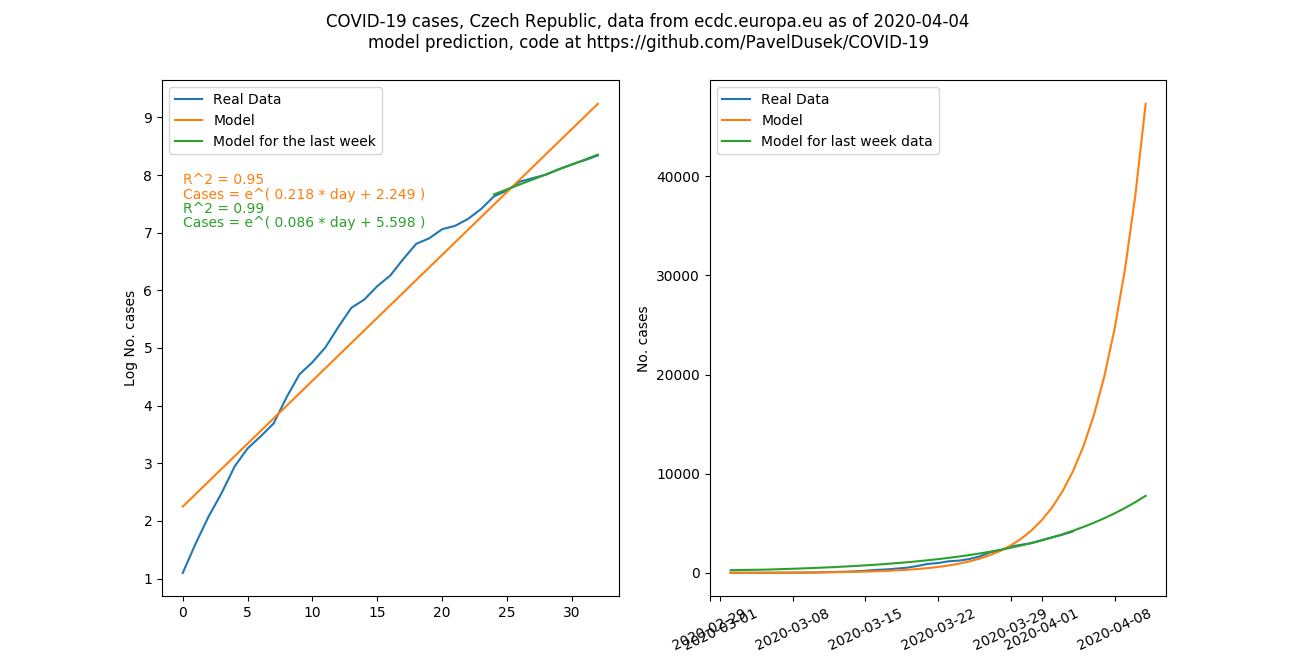 COVID-19 cases, Czech Republic, data from ecdc.europa.eu as of 2020-04-04
model prediction, code at https://github.com/PavelDusek/COVID-19
Real Data
Model
Model for the last week
R^2 = 0.95
Cases = e^( 0.218 * day + 2.249 )
R^2 = 0.99
Cases = e^( 0.086 * day + 5.598 )
Log No. cases
9
8
7
6
5
4
3
2
1
0
5
10
15
20
25
30
Real Data
Model
Model for last week data
No. cases
40000
30000
20000
10000
0
2020-02-29
2020-03-01
2020-03-08
2020-03-15
2020-03-22
2020-03-29
2020-04-01
2020-04-08